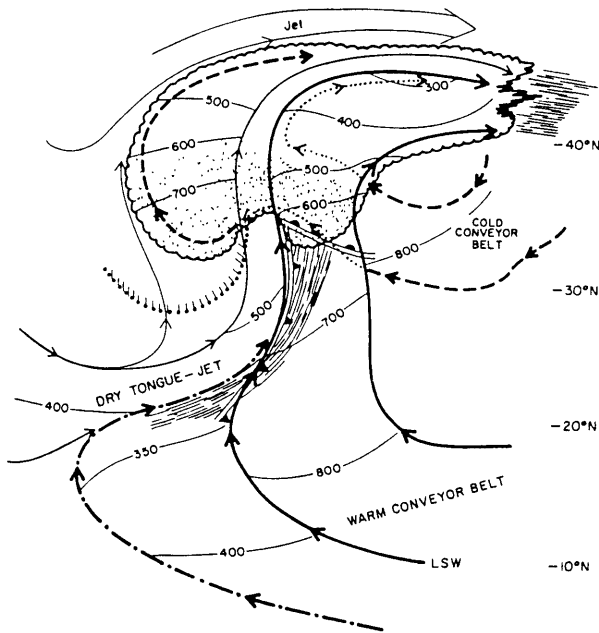 Jet
300
500
400
-40°N
600
500
700
600
COLD
CONVEYOR
BELT
800
-30°N
500
700
DRY TONGUE-JET
400
-20°N
350
800
WARM CONVEYOR BELT
400
LSW
-10°N